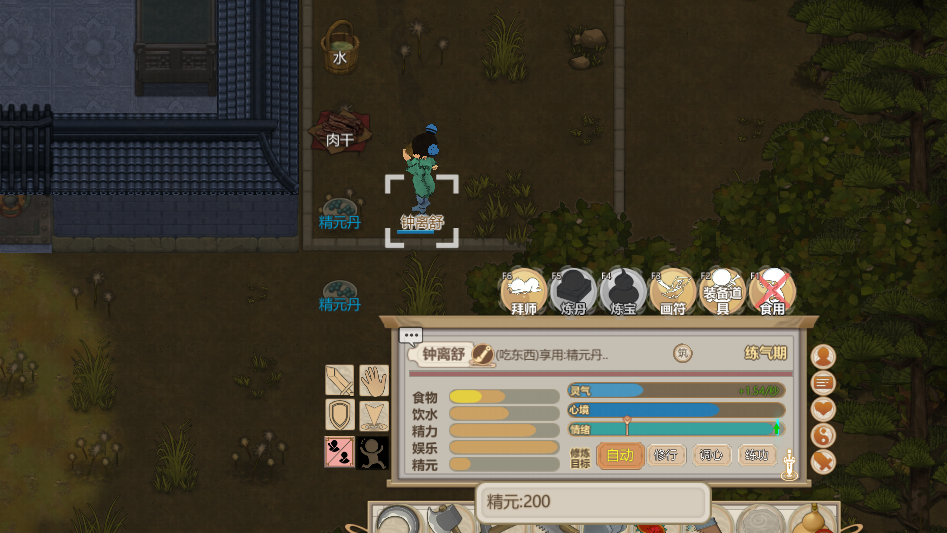 水
肉干
精元丹
钟离舒
精元丹
F6
F5
F4
F3
F2
F1
拜师
炼丹
炼宝
画符
装备道具
食用
钟离舒
(吃东西)享用:精元丹..
筑
练气期
食物
饮水
精力
娱乐
精元
灵气
心境
情绪
修炼
目标
自动
修行
调心
练功
精元:200